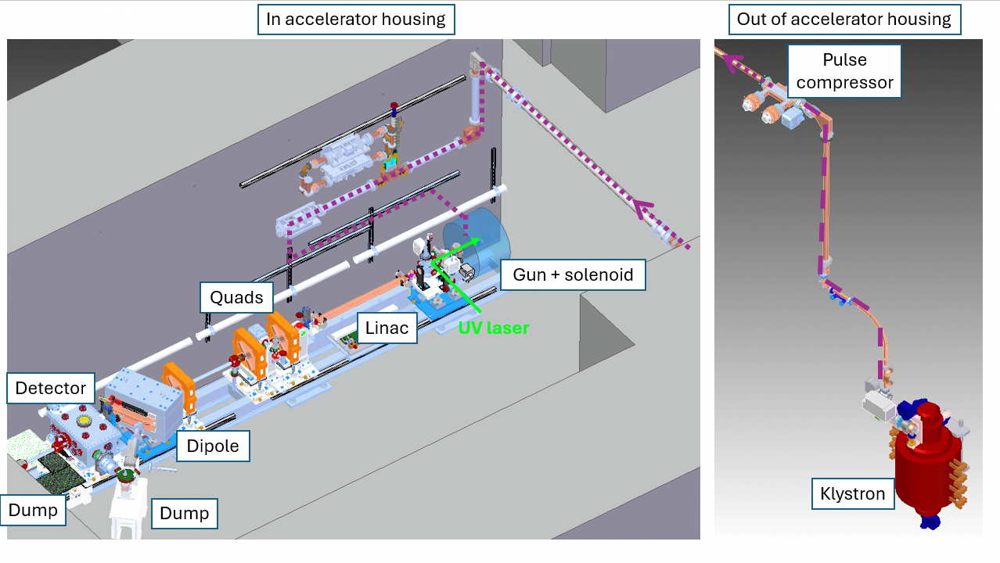 In accelerator housing
Out of accelerator housing
Pulse
compressor
Gun + solenoid
Quads
Linac
UV laser
Detector
Dipole
Klystron
Dump
Dump